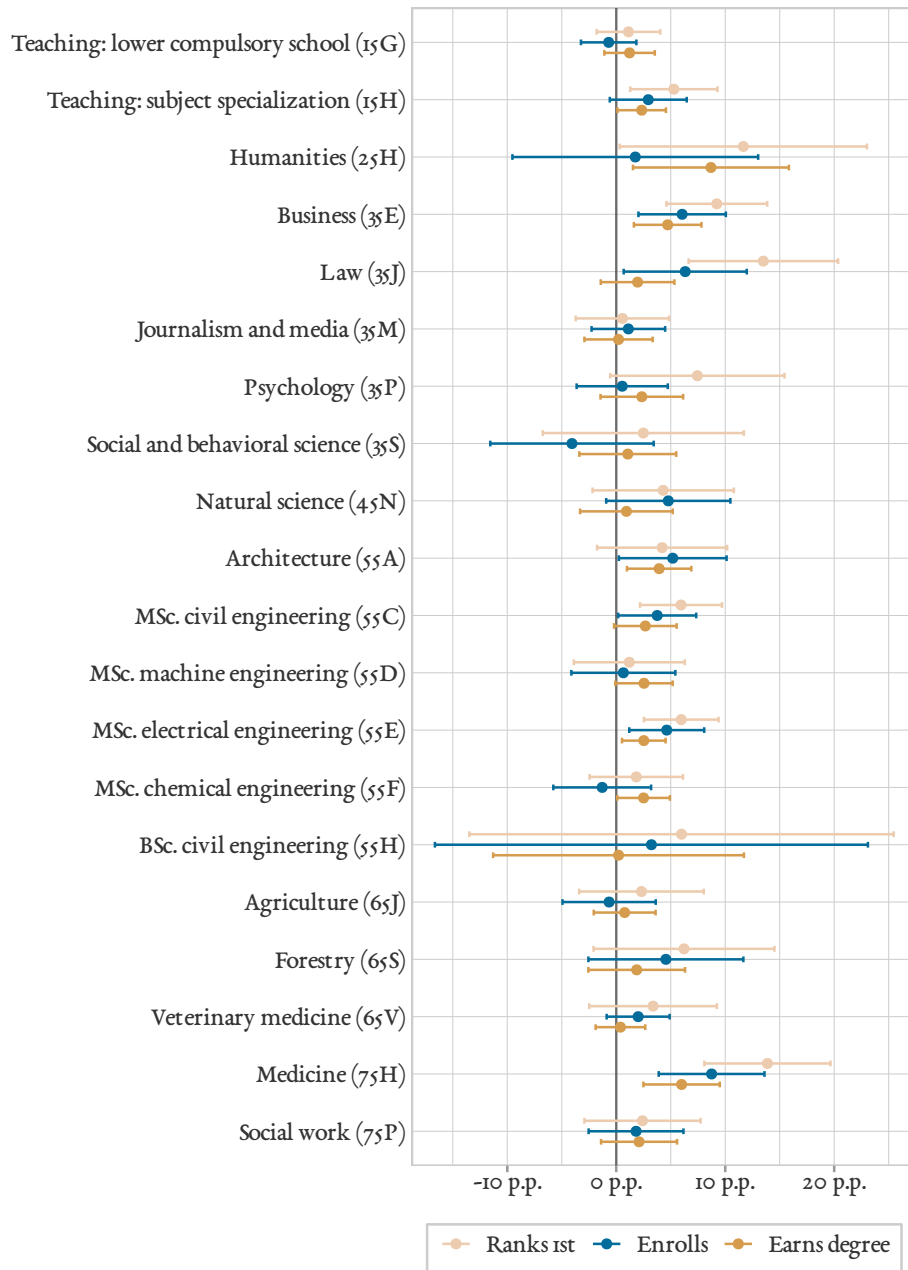 Teaching: lower compulsory school (15G)
Teaching: subject specialization (15H)
Humanities (25H)
Business (35E)
Law (35J)
Journalism and media (35M)
Psychology (35P)
Social and behavioral science (35S)
Natural science (45N)
Architecture (55A)
MSc. civil engineering (55C)
MSc. machine engineering (55D)
MSc. electrical engineering (55E)
MSc. chemical engineering (55F)
BSc. civil engineering (55H)
Agriculture (65J)
Forestry (65S)
Veterinary medicine (65V)
Medicine (75H)
Social work (75P)
-10 p.p. 0 p.p. 10 p.p. 20 p.p.
Ranks 1st Enrolls Earns degree